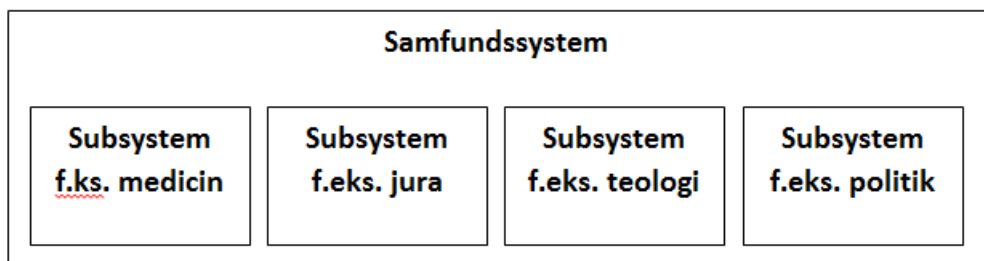 Samfundssystem
Subsystem
f.ks. medicin
Subsystem
f.eks. jura
Subsystem
f.eks. teologi
Subsystem
f.eks. politik